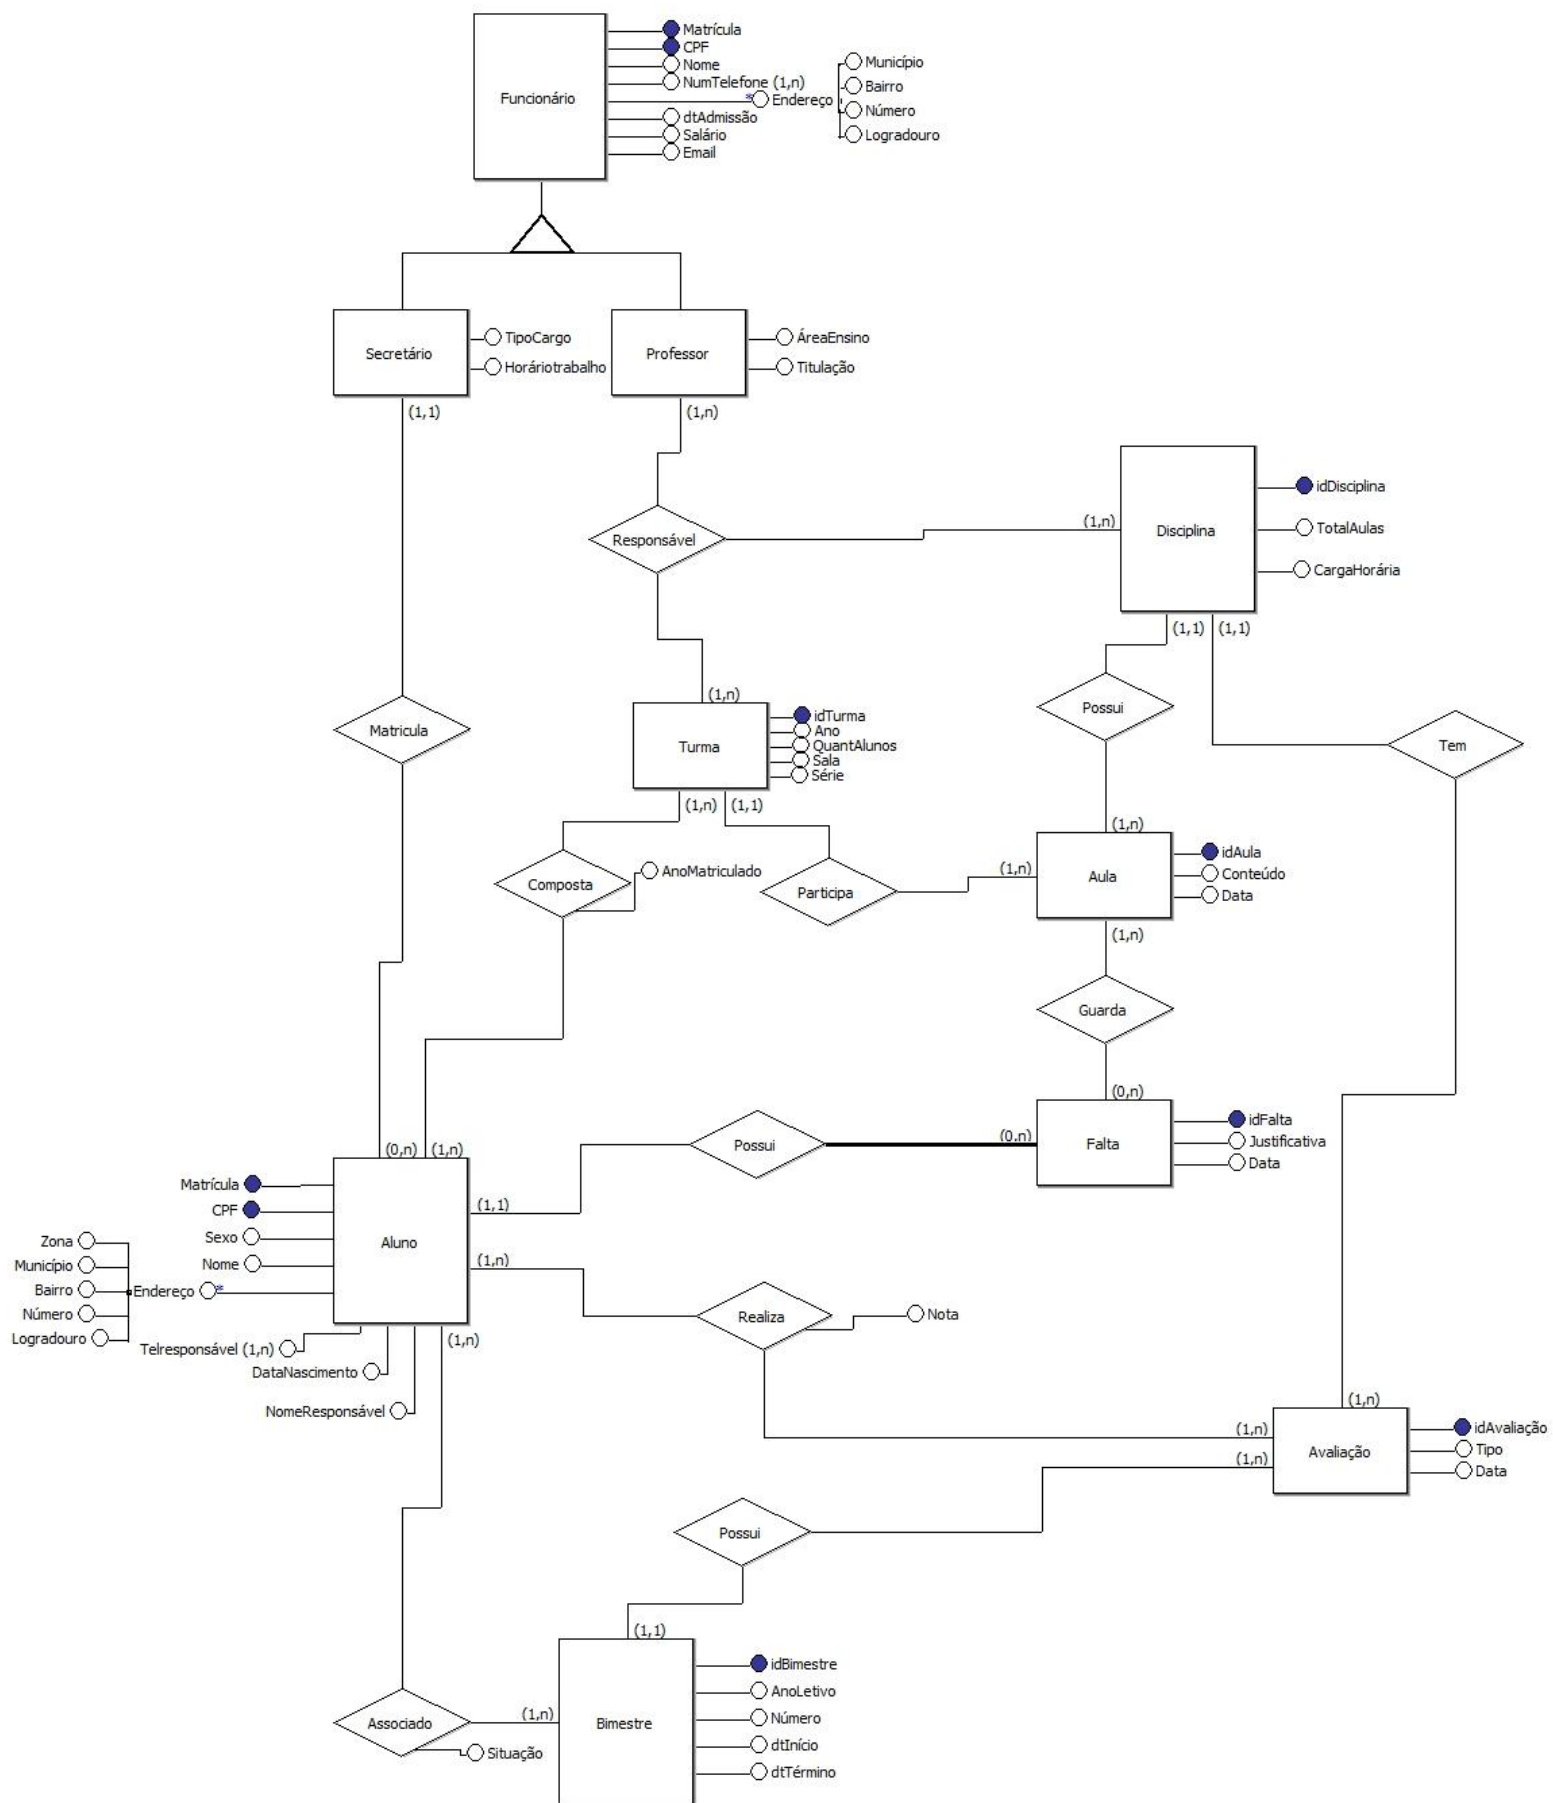 Funcionário
Matrícula
CPF
Nome
NumTelefone (1,n)
* Endereço
Município
Bairro
Número
Logradouro
dtAdmissão
Salário
Email
Secretário
TipoCargo
Horáriotrabalho
(1,1)
Professor
ÁreaEnsino
Titulação
(1,n)
Responsável
(1,n)
Disciplina
idDisciplina
TotalAulas
CargaHorária
(1,1)
(1,1)
Possui
Tem
Matricula
(1,n)
Turma
idTurma
Ano
QuantAlunos
Sala
Série
(1,n)
(1,1)
Composta
AnoMatriculado
Participa
(1,n)
(1,n)
Aula
idAula
Conteúdo
Data
(1,n)
Guarda
(0,n)
Falta
idFalta
Justificativa
Data
(0,n)
Possui
(0,n)
(1,n)
Aluno
(1,1)
(1,n)
Matrícula
CPF
Sexo
Nome
Endereço *
Zona
Município
Bairro
Número
Logradouro
Telresponsável (1,n)
DataNascimento
NomeResponsável
(1,n)
Realiza
Nota
(1,n)
(1,n)
(1,n)
Avaliação
idAvaliação
Tipo
Data
Possui
(1,1)
Bimestre
idBimestre
AnoLetivo
Número
dtInício
dtTérmino
(1,n)
Associado
Situação